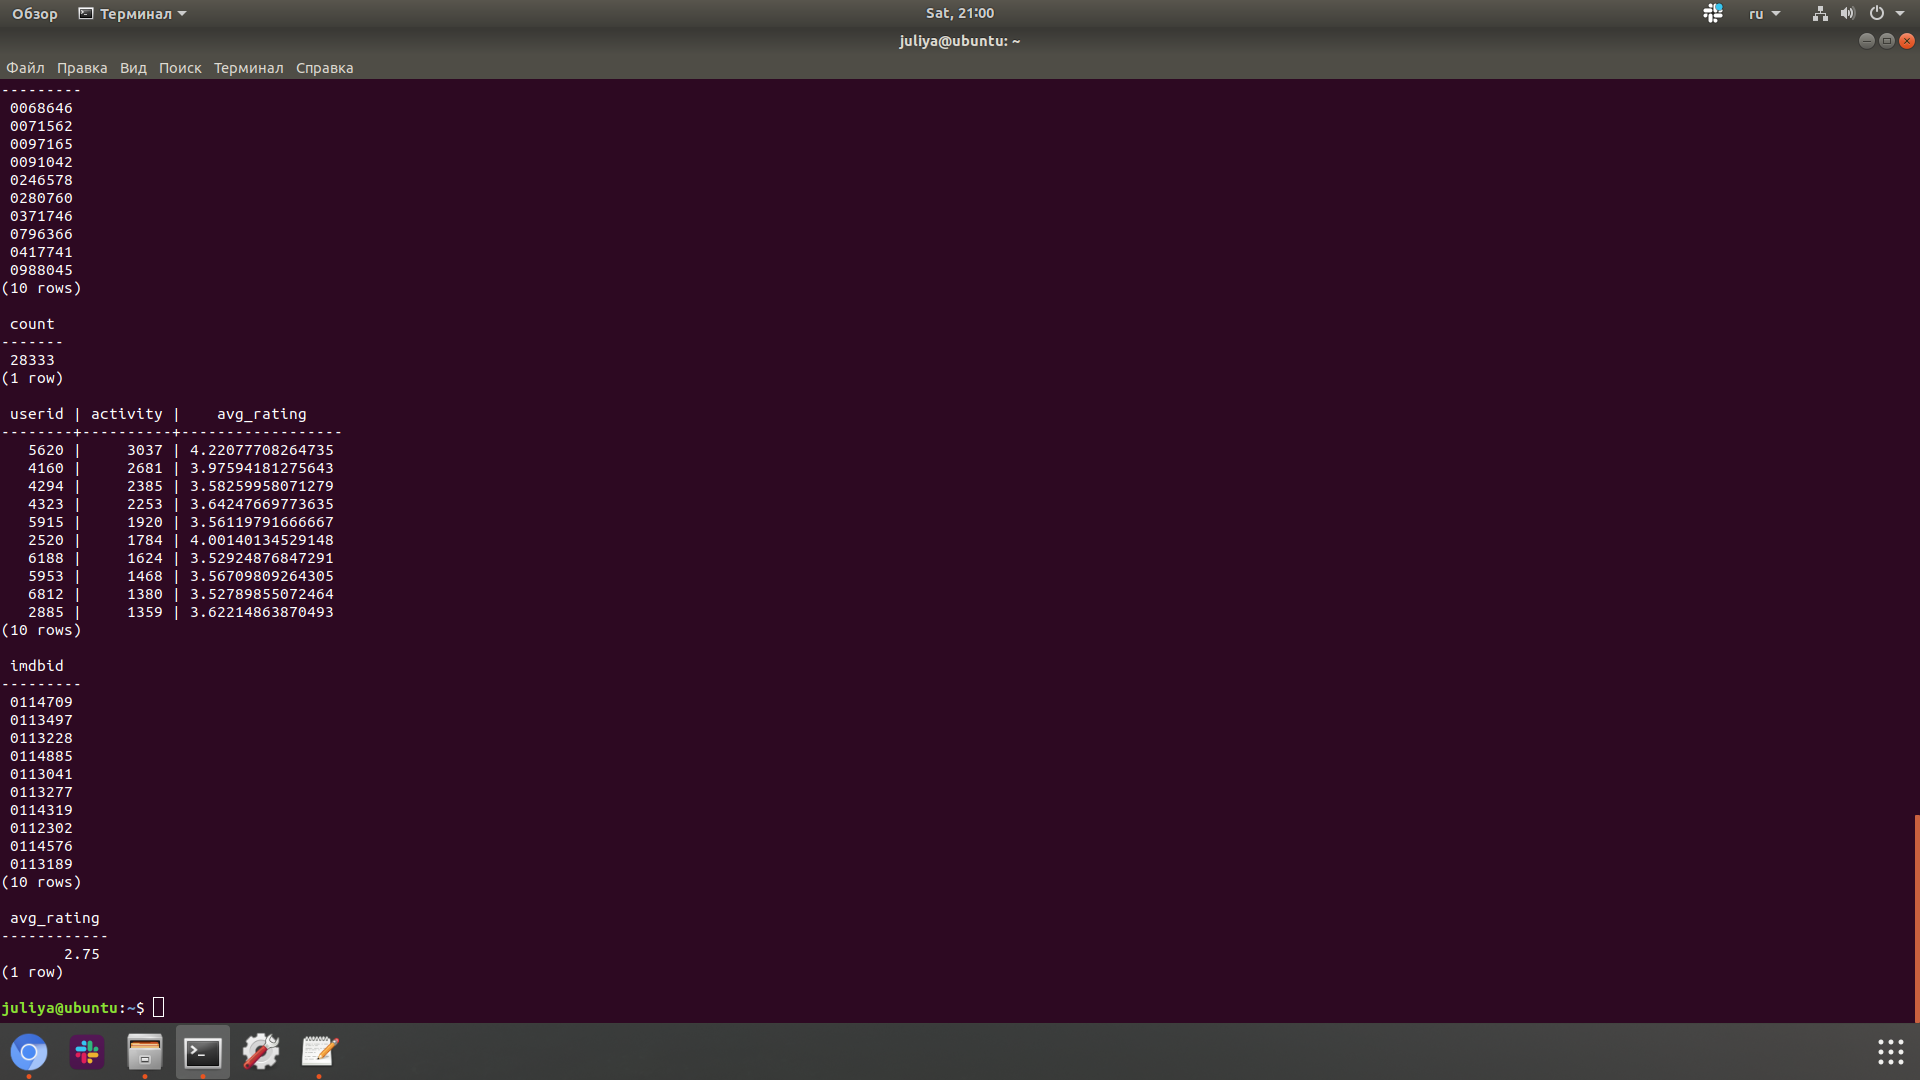 Обзор Терминал Sat, 21:00 ru
juliya@ubuntu: ~
Файл Правка Вид Поиск Терминал Справка
---------
 0068646
 0071562
 0097165
 0091042
 0246578
 0280760
 0371746
 0796366
 0417741
 0988045
(10 rows)

 count
-------
 28333
(1 row)

 userid | activity |    avg_rating
--------+----------+------------------
   5620 |     3037 | 4.22077708264735
   4160 |     2681 | 3.97594181275643
   4294 |     2385 | 3.58259958071279
   4323 |     2253 | 3.64247669773635
   5915 |     1920 | 3.56119791666667
   2520 |     1784 | 4.00140134529148
   6188 |     1624 | 3.52924876847291
   5953 |     1468 | 3.56709809264305
   6812 |     1380 | 3.52789855072464
   2885 |     1359 | 3.62214863870493
(10 rows)

 imdbid
---------
 0114709
 0113497
 0113228
 0114885
 0113041
 0113277
 0114319
 0112302
 0114576
 0113189
(10 rows)

 avg_rating
------------
       2.75
(1 row)

juliya@ubuntu:~$